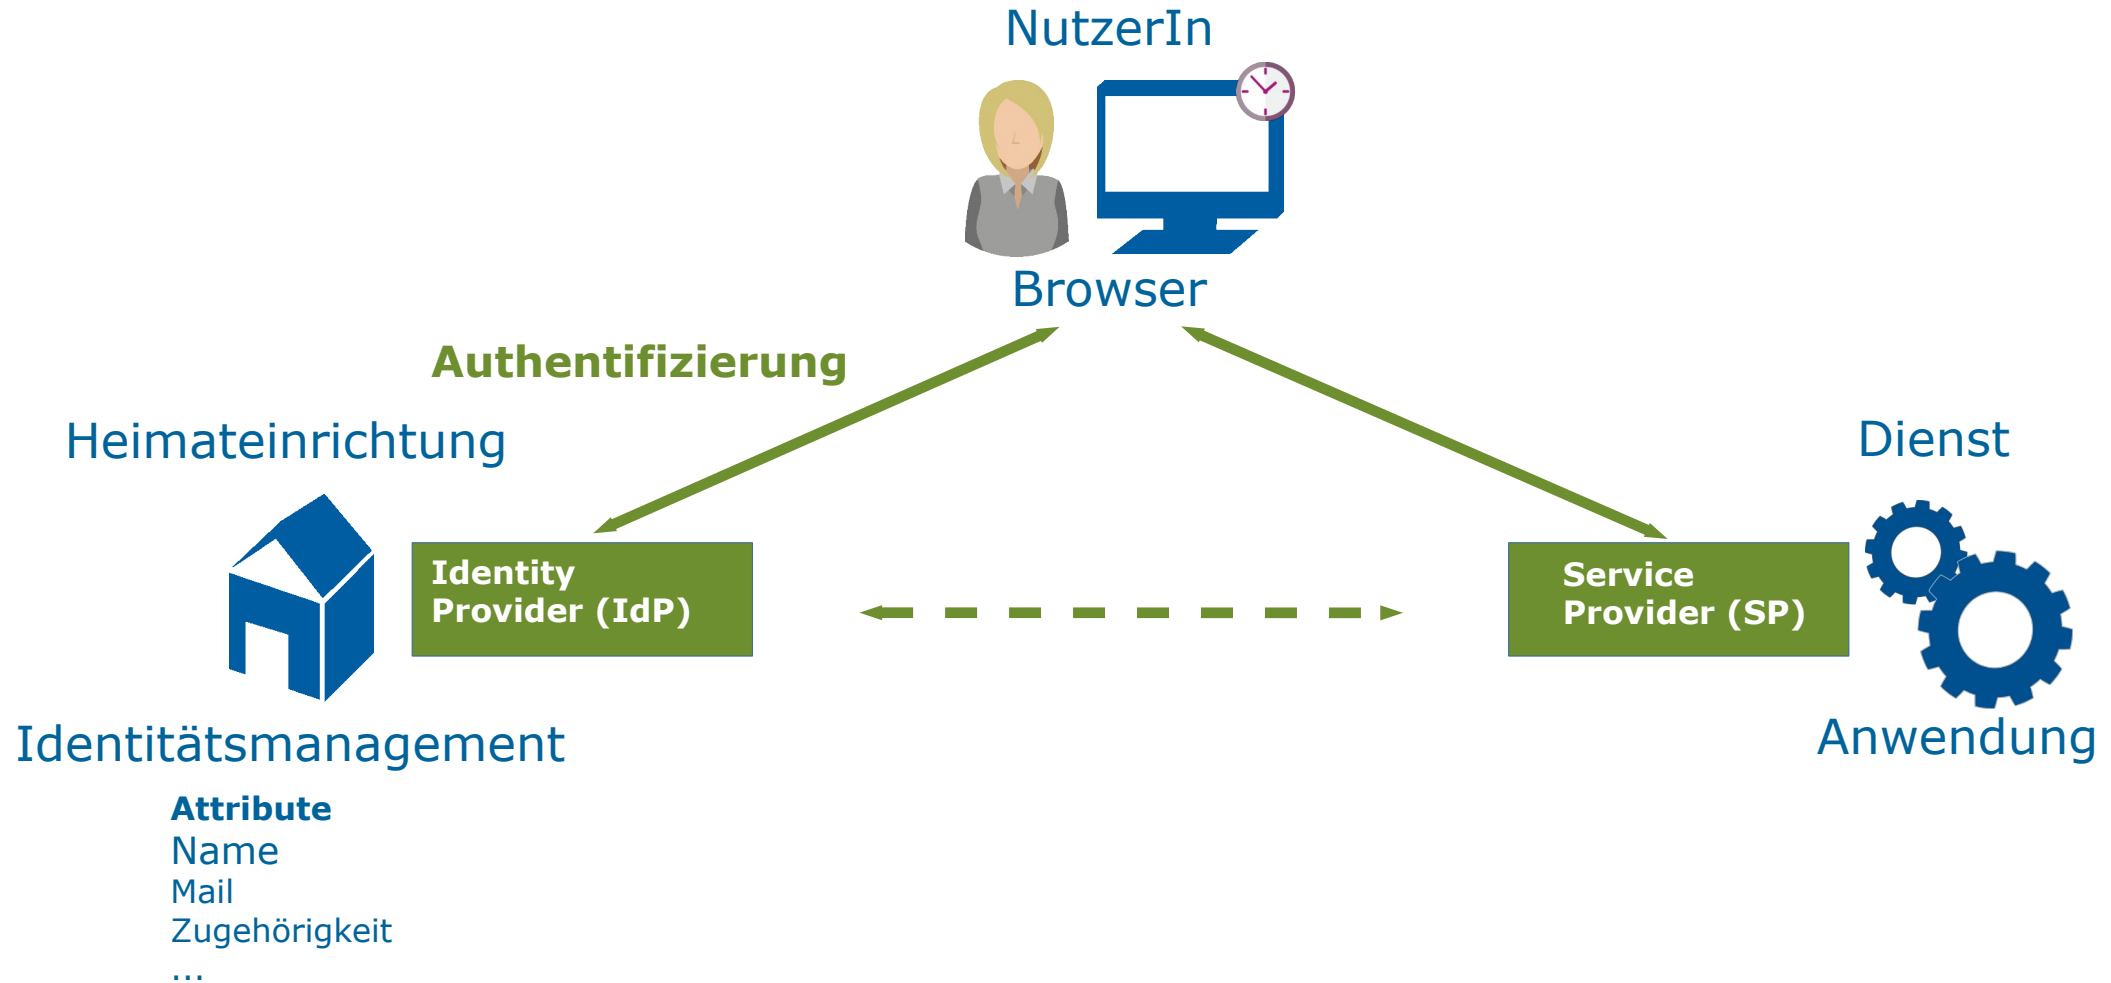 NutzerIn
Browser
Authentifizierung
Heimateinrichtung
Dienst
Identity
Provider (IdP)
Service
Provider (SP)
Identitätsmanagement
Anwendung
Attribute
Name
Mail
Zugehörigkeit
...